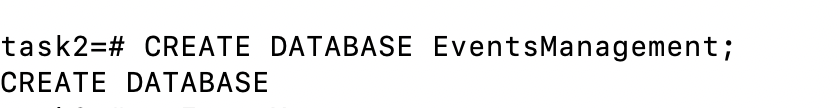 task2=# CREATE DATABASE EventsManagement;
CREATE DATABASE